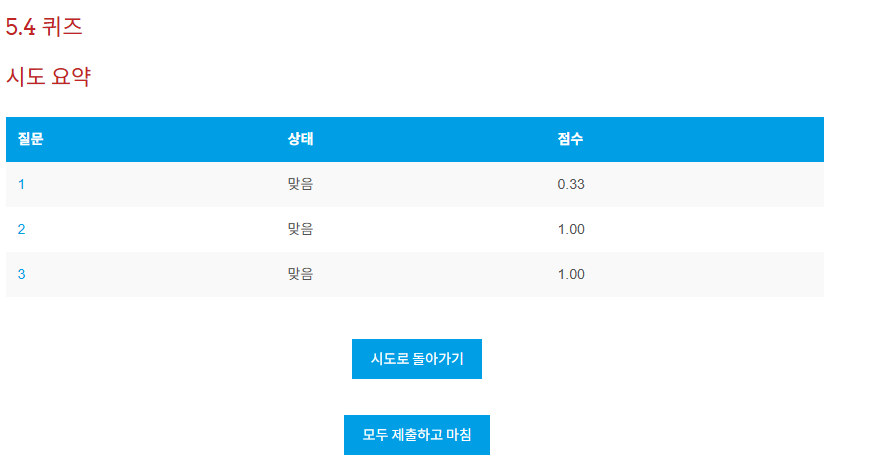 5.4 퀴즈
시도 요약
질문 상태 점수
1 맞음 0.33
2 맞음 1.00
3 맞음 1.00
시도로 돌아가기
모두 제출하고 마침